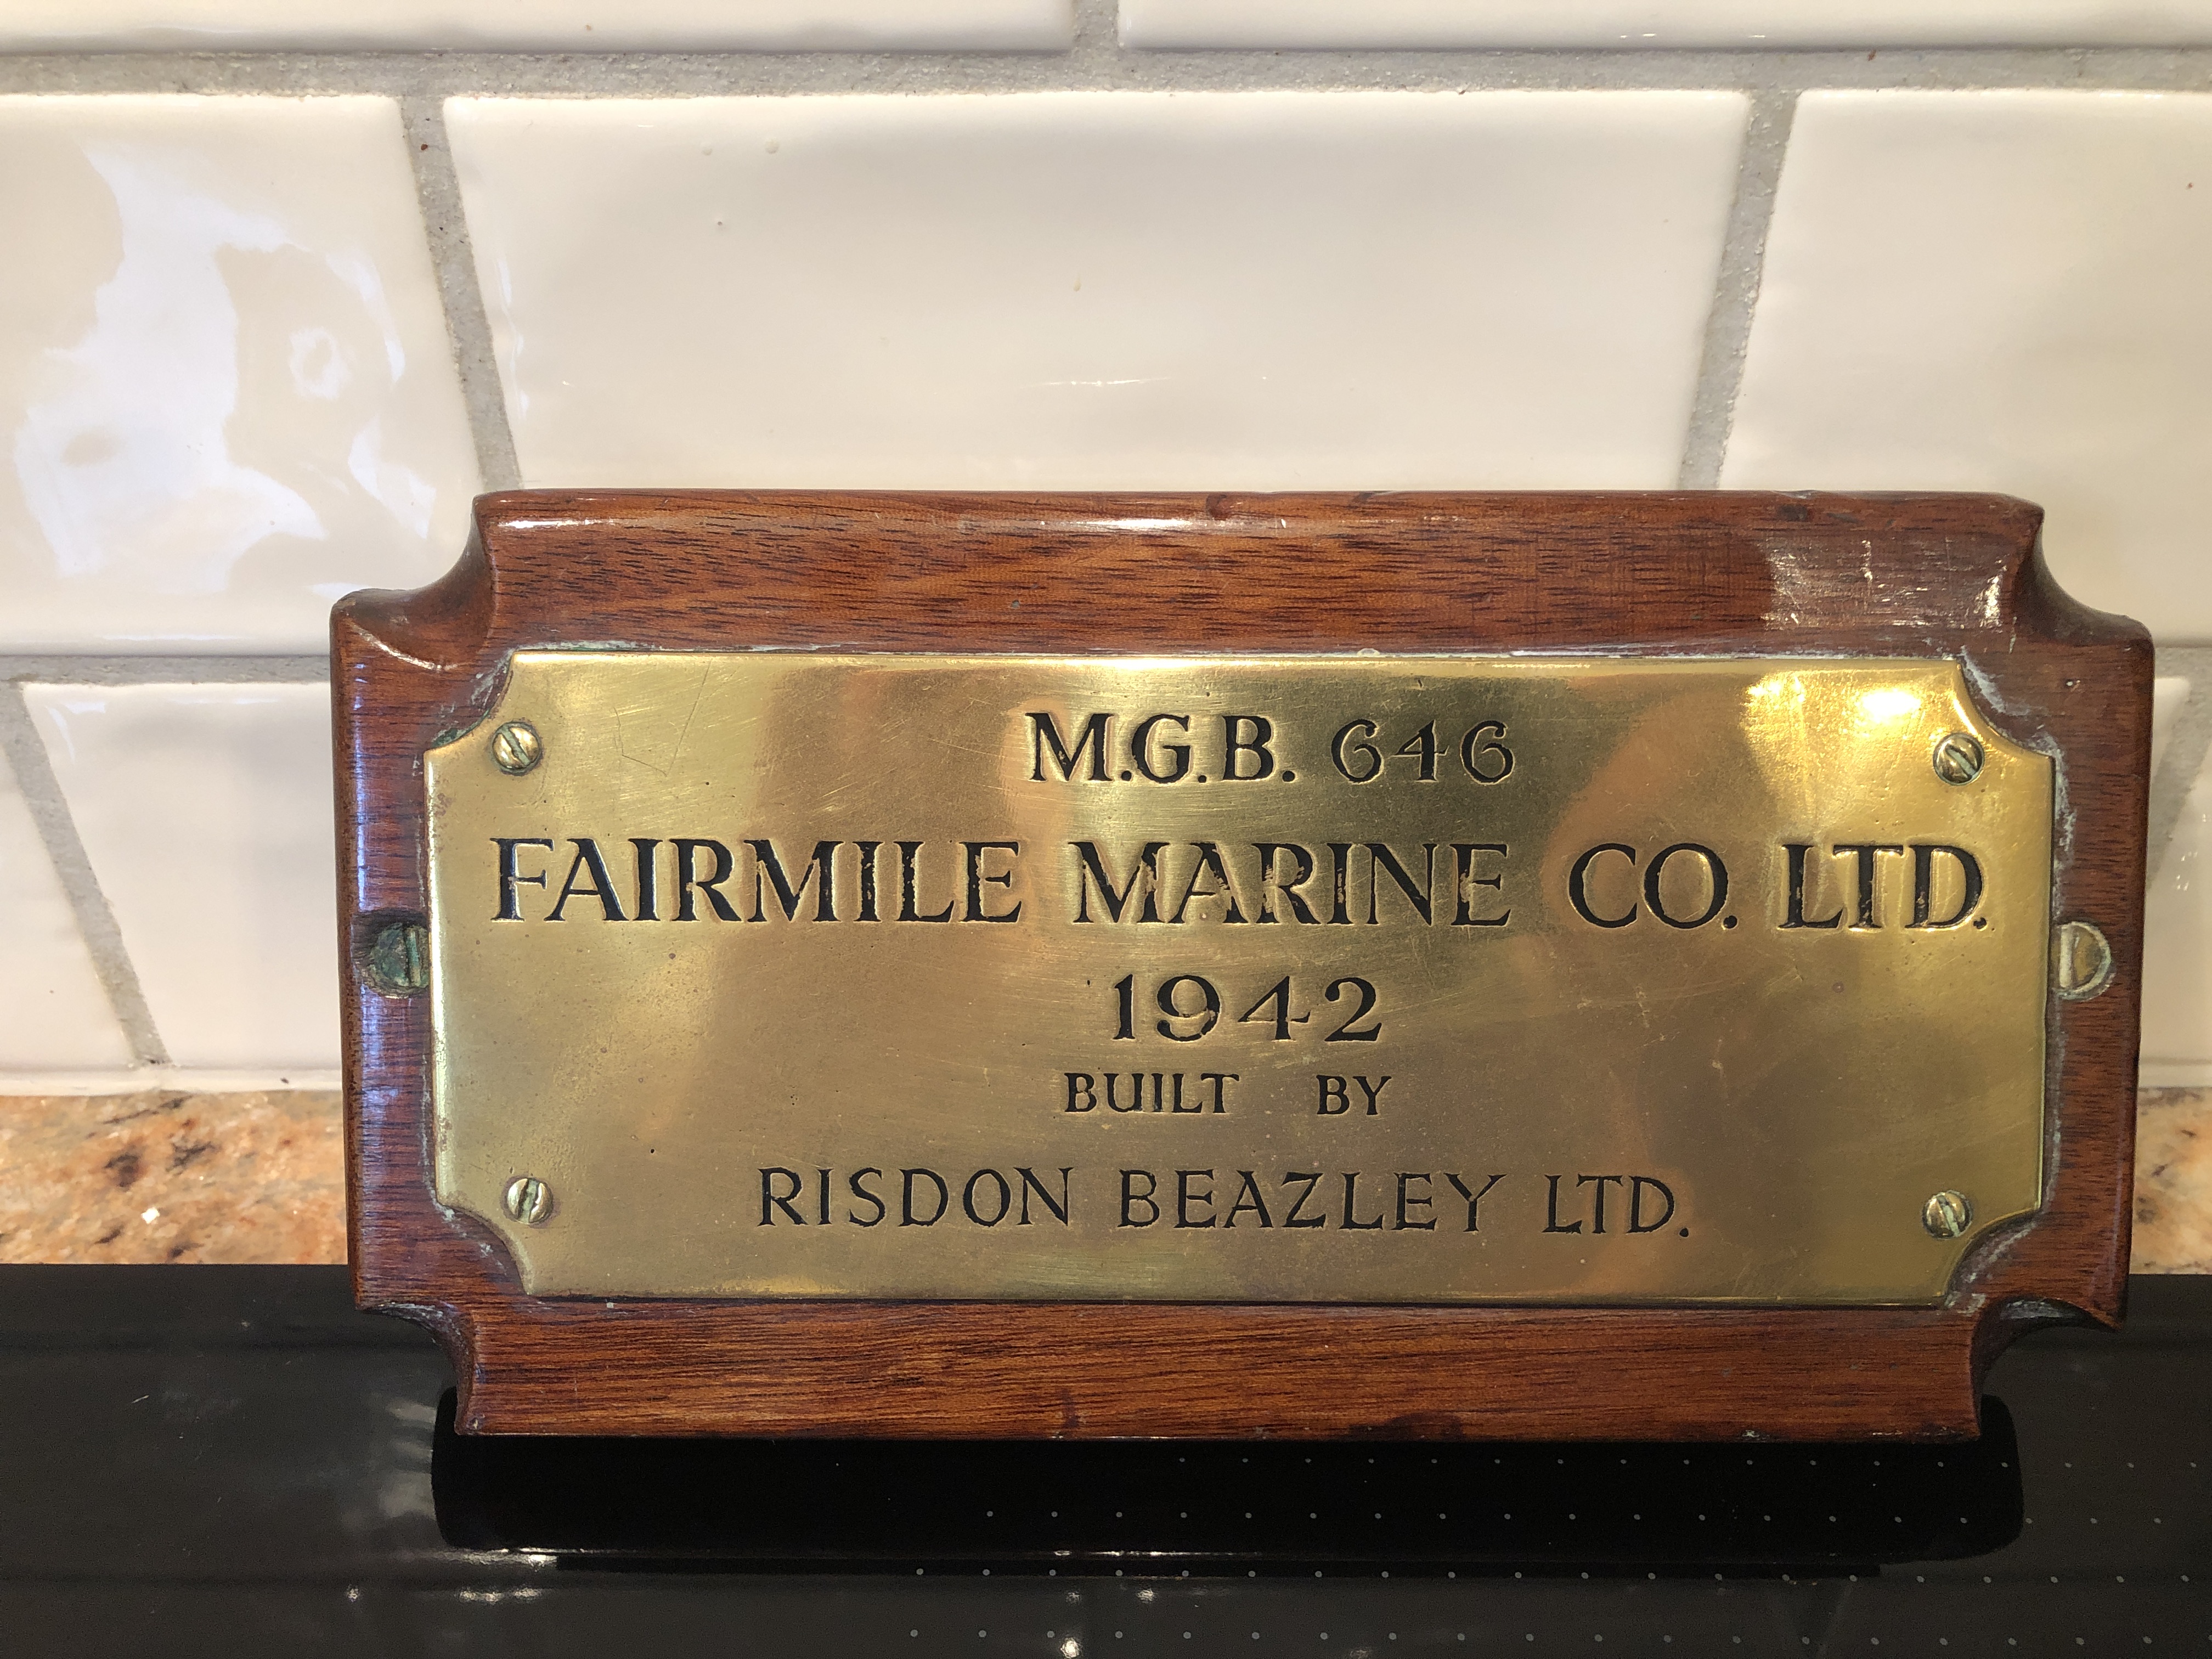 M.G.B. 646
FAIRMILE MARINE CO. LTD.
1942
BUILT BY
RISDON BEAZLEY LTD.